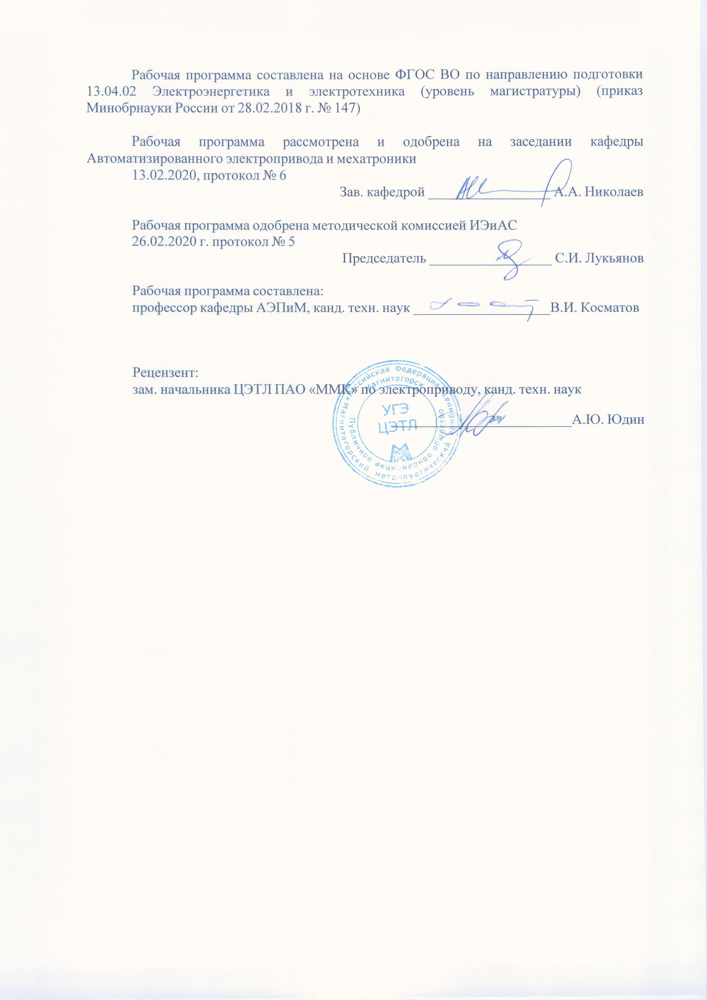 Рабочая программа составлена на основе ФГОС ВО по направлению подготовки
13.04.02 Электроэнергетика и электротехника (уровень магистратуры) (приказ
Минобрнауки России от 28.02.2018 г. № 147)
Рабочая программа рассмотрена и одобрена на заседании кафедры
Автоматизированного электропривода и мехатроники
13.02.2020, протокол № 6
Зав. кафедрой ____________________ А.А. Николаев
Рабочая программа одобрена методической комиссией ИЭиАС
26.02.2020 г. протокол № 5
Председатель ____________________ С.И. Лукьянов
Рабочая программа составлена:
профессор кафедры АЭПиМ, канд. техн. наук ____________________В.И. Косматов
Рецензент:
зам. начальника ЦЭТЛ ПАО «ММК» по электроприводу, канд. техн. наук
____________________А.Ю. Юдин
Российская Федерация
Магнитогорск
Магнитогорский металлургический комбинат
Публичное акционерное общество
УГЭ
ЦЭТЛ